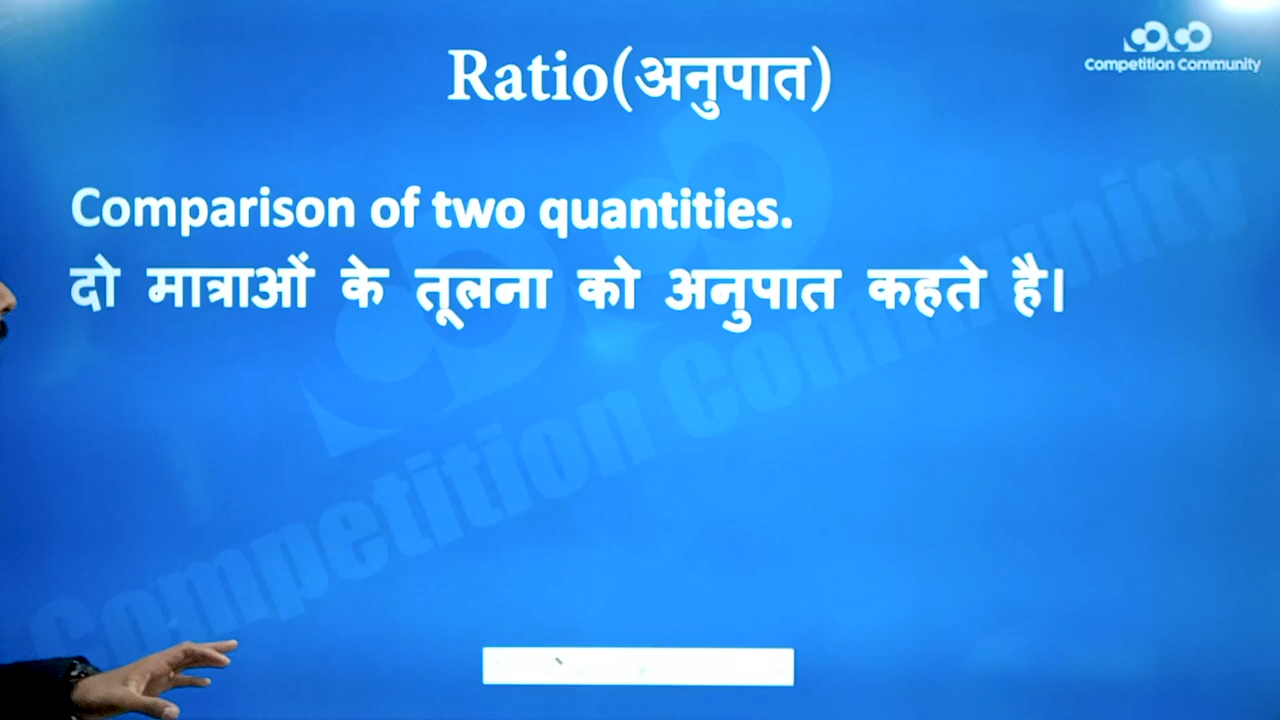 Ratio(अनुपात)
Competition Community
Comparison of two quantities.
दो मात्राओं के तूलना को अनुपात कहते है।
Competition Community